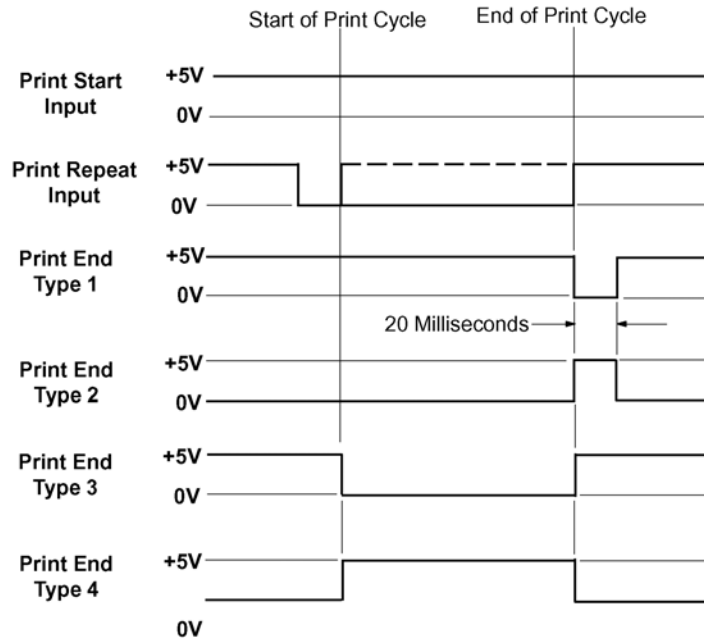 Start of Print Cycle
End of Print Cycle
Print Start
Input
+5V
0V
Print Repeat
Input
+5V
0V
Print End
Type 1
+5V
0V
20 Milliseconds
Print End
Type 2
+5V
0V
Print End
Type 3
+5V
0V
Print End
Type 4
+5V
0V